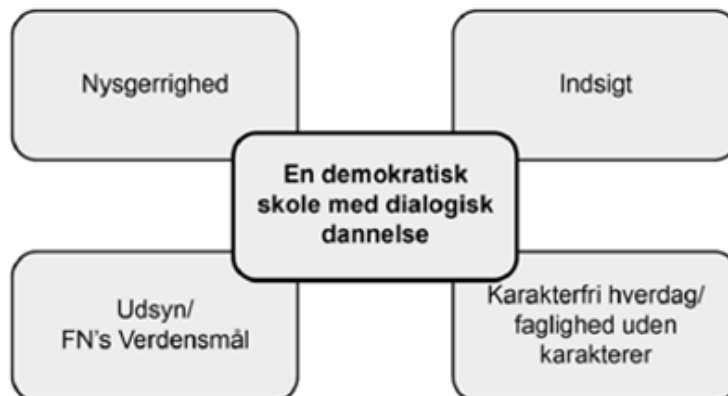 Nysgerrighed
Indsigt
En demokratisk
skole med dialogisk
dannelse
Udsyn/
FN's Verdensmål
Karakterfri hverdag/
faglighed uden
karakterer